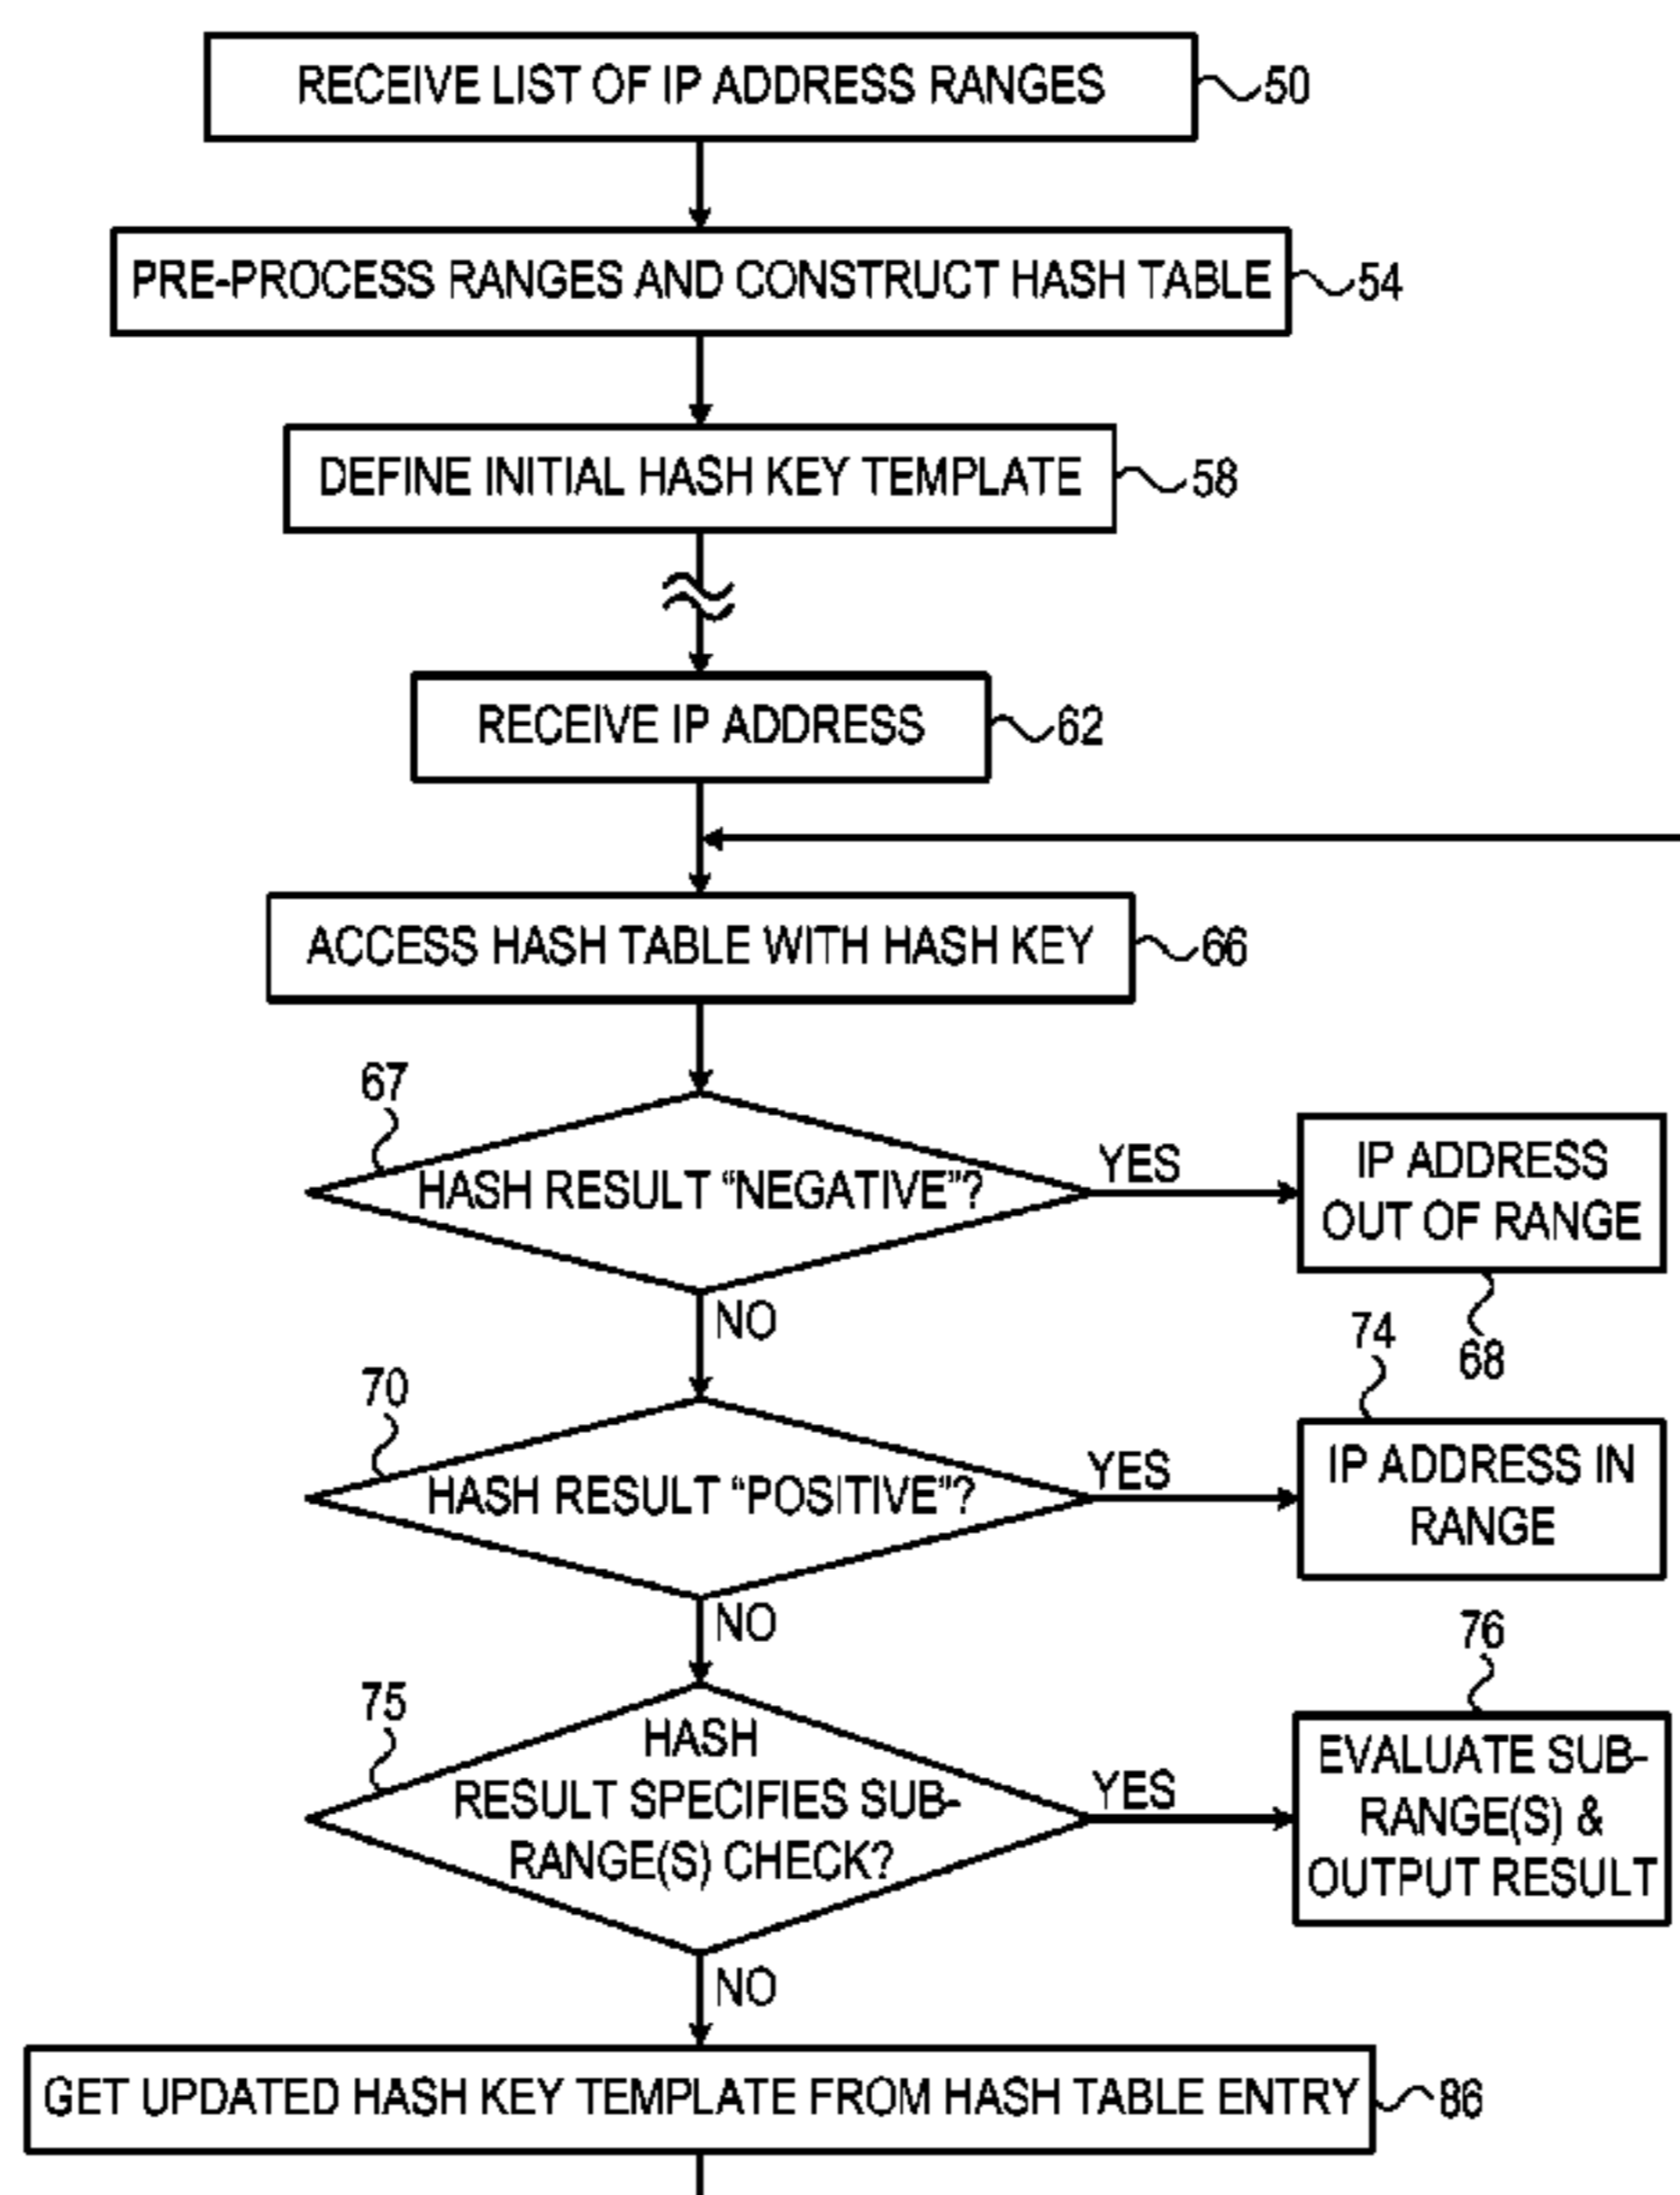 RECEIVE LIST OF IP ADDRESS RANGES
50
PRE-PROCESS RANGES AND CONSTRUCT HASH TABLE
54
DEFINE INITIAL HASH KEY TEMPLATE
58
RECEIVE IP ADDRESS
62
ACCESS HASH TABLE WITH HASH KEY
66
67
HASH RESULT “NEGATIVE”?
YES
IP ADDRESS
OUT OF RANGE
68
NO
70
HASH RESULT “POSITIVE”?
YES
74
IP ADDRESS IN
RANGE
NO
75
HASH
RESULT SPECIFIES SUB-
RANGE(S) CHECK?
YES
76
EVALUATE SUB-
RANGE(S) &
OUTPUT RESULT
NO
GET UPDATED HASH KEY TEMPLATE FROM HASH TABLE ENTRY
86